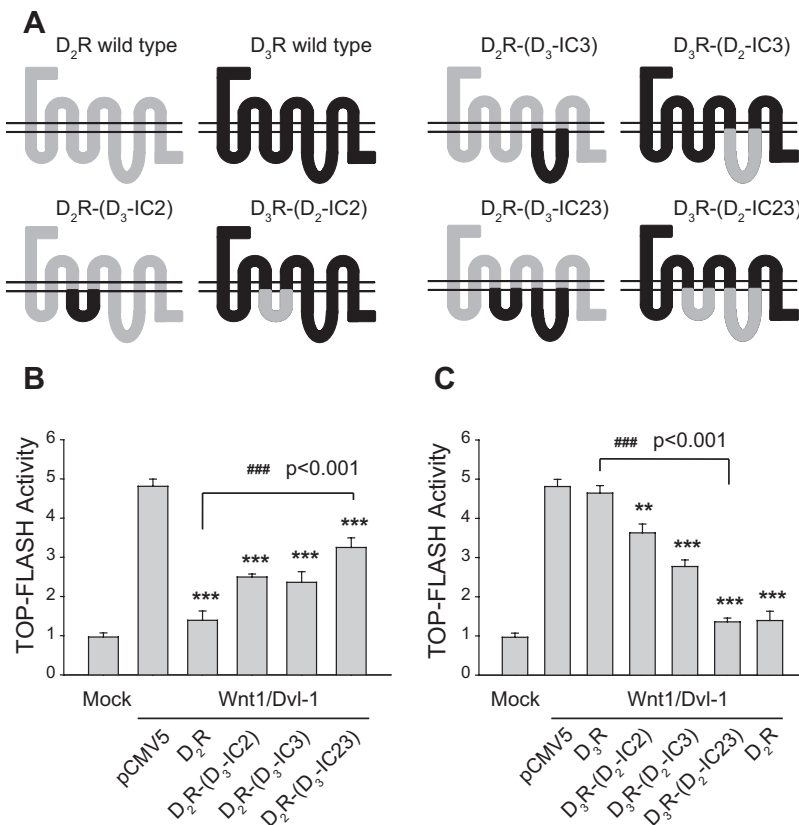 A
D2R wild type D3R wild type D2R-(D3-IC3) D3R-(D2-IC3)
D2R-(D3-IC2) D3R-(D2-IC2) D2R-(D3-IC23) D3R-(D2-IC23)
B
TOP-FLASH Activity
6
5
4
3
2
1
0
### p<0.001
***
***
***
***
Mock Wnt1/Dvl-1
pCMV5
D2R
D2R-(D3-IC2)
D2R-(D3-IC3)
D2R-(D3-IC23)
C
TOP-FLASH Activity
6
5
4
3
2
1
0
### p<0.001
**
***
***
***
Mock Wnt1/Dvl-1
pCMV5
D3R
D3R-(D2-IC2)
D3R-(D2-IC3)
D3R-(D2-IC23)
D2R